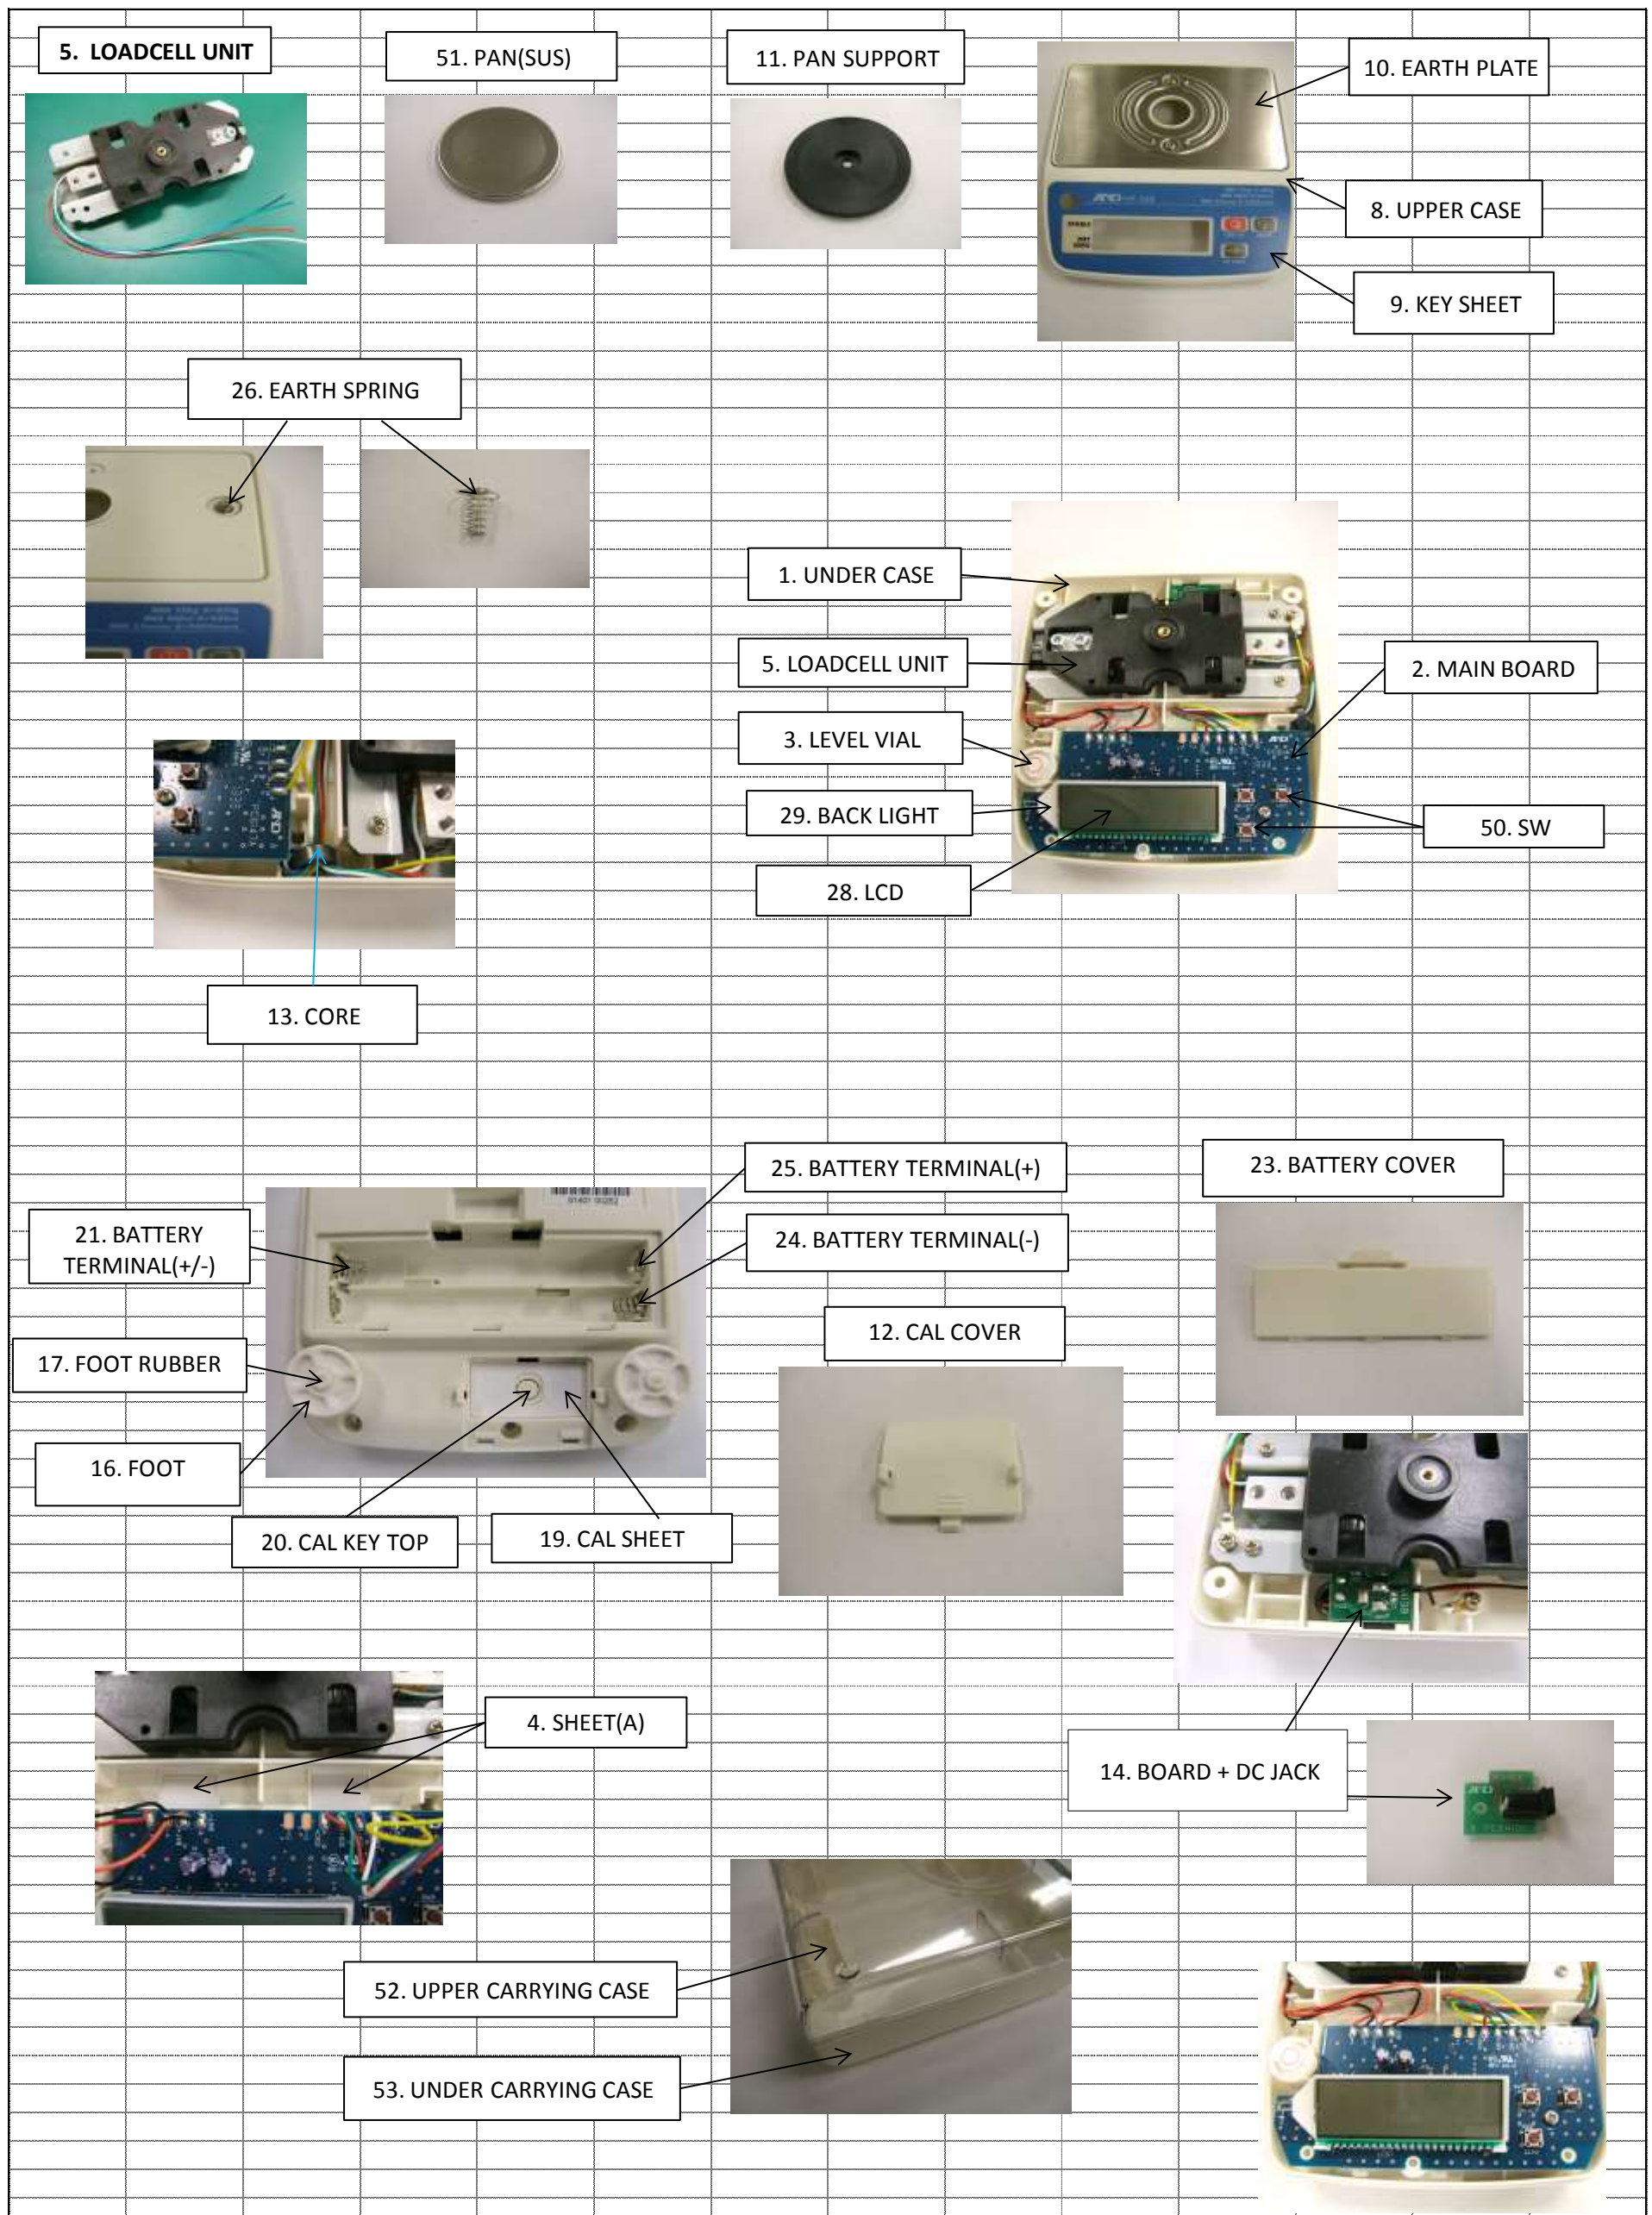 5. LOADCELL UNIT
51. PAN(SUS)
11. PAN SUPPORT
10. EARTH PLATE
8. UPPER CASE
9. KEY SHEET
26. EARTH SPRING
1. UNDER CASE
5. LOADCELL UNIT
2. MAIN BOARD
3. LEVEL VIAL
29. BACK LIGHT
50. SW
28. LCD
13. CORE
25. BATTERY TERMINAL(+)
23. BATTERY COVER
21. BATTERY
TERMINAL(+/-)
24. BATTERY TERMINAL(-)
12. CAL COVER
17. FOOT RUBBER
16. FOOT
20. CAL KEY TOP
19. CAL SHEET
4. SHEET(A)
14. BOARD + DC JACK
52. UPPER CARRYING CASE
53. UNDER CARRYING CASE